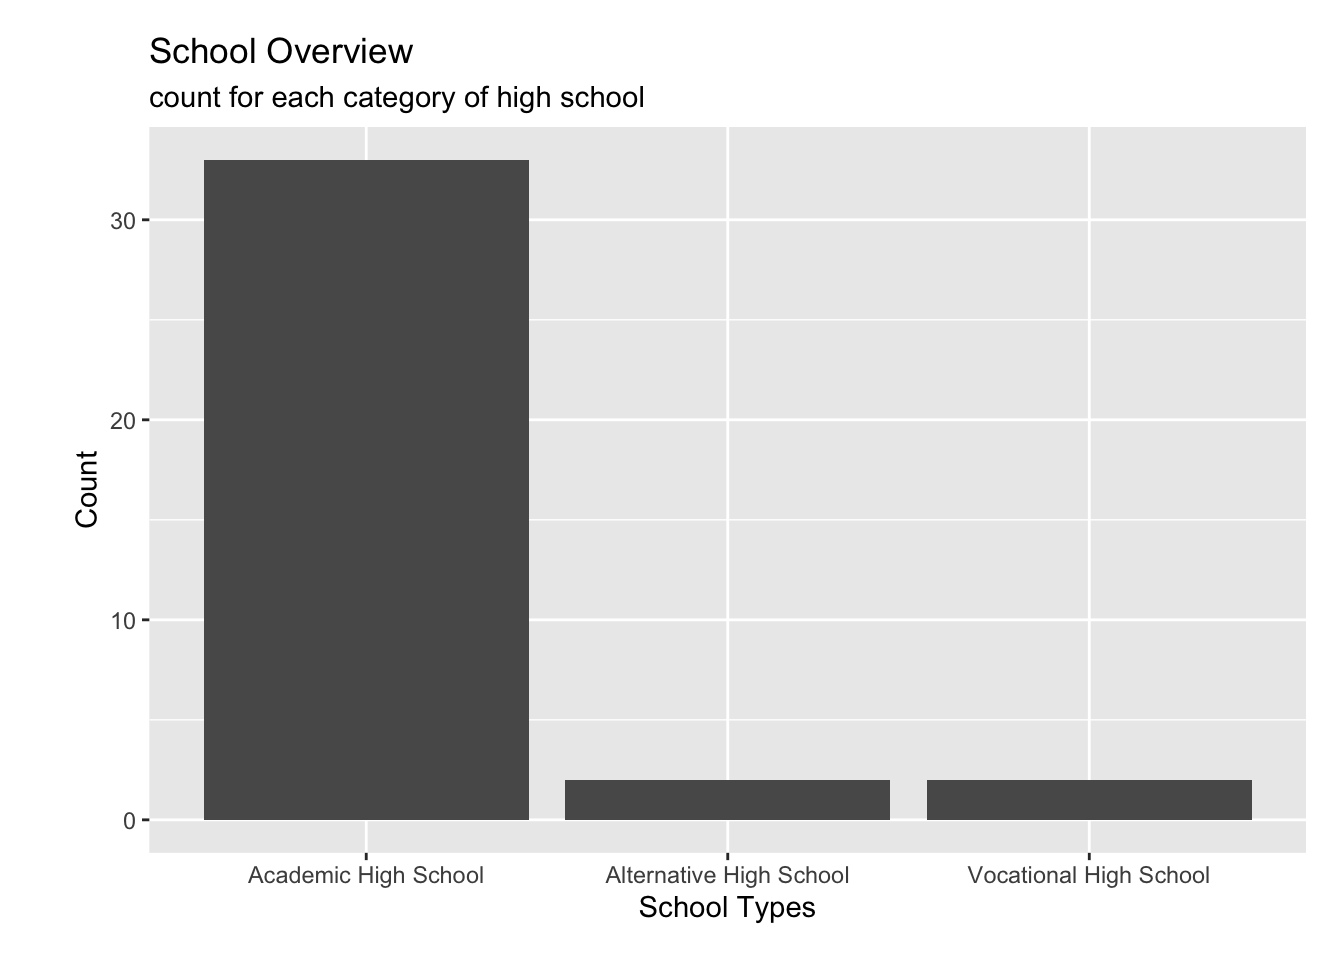 School Overview
count for each category of high school
30
20
10
0
Count
Academic High School
Alternative High School
Vocational High School
School Types